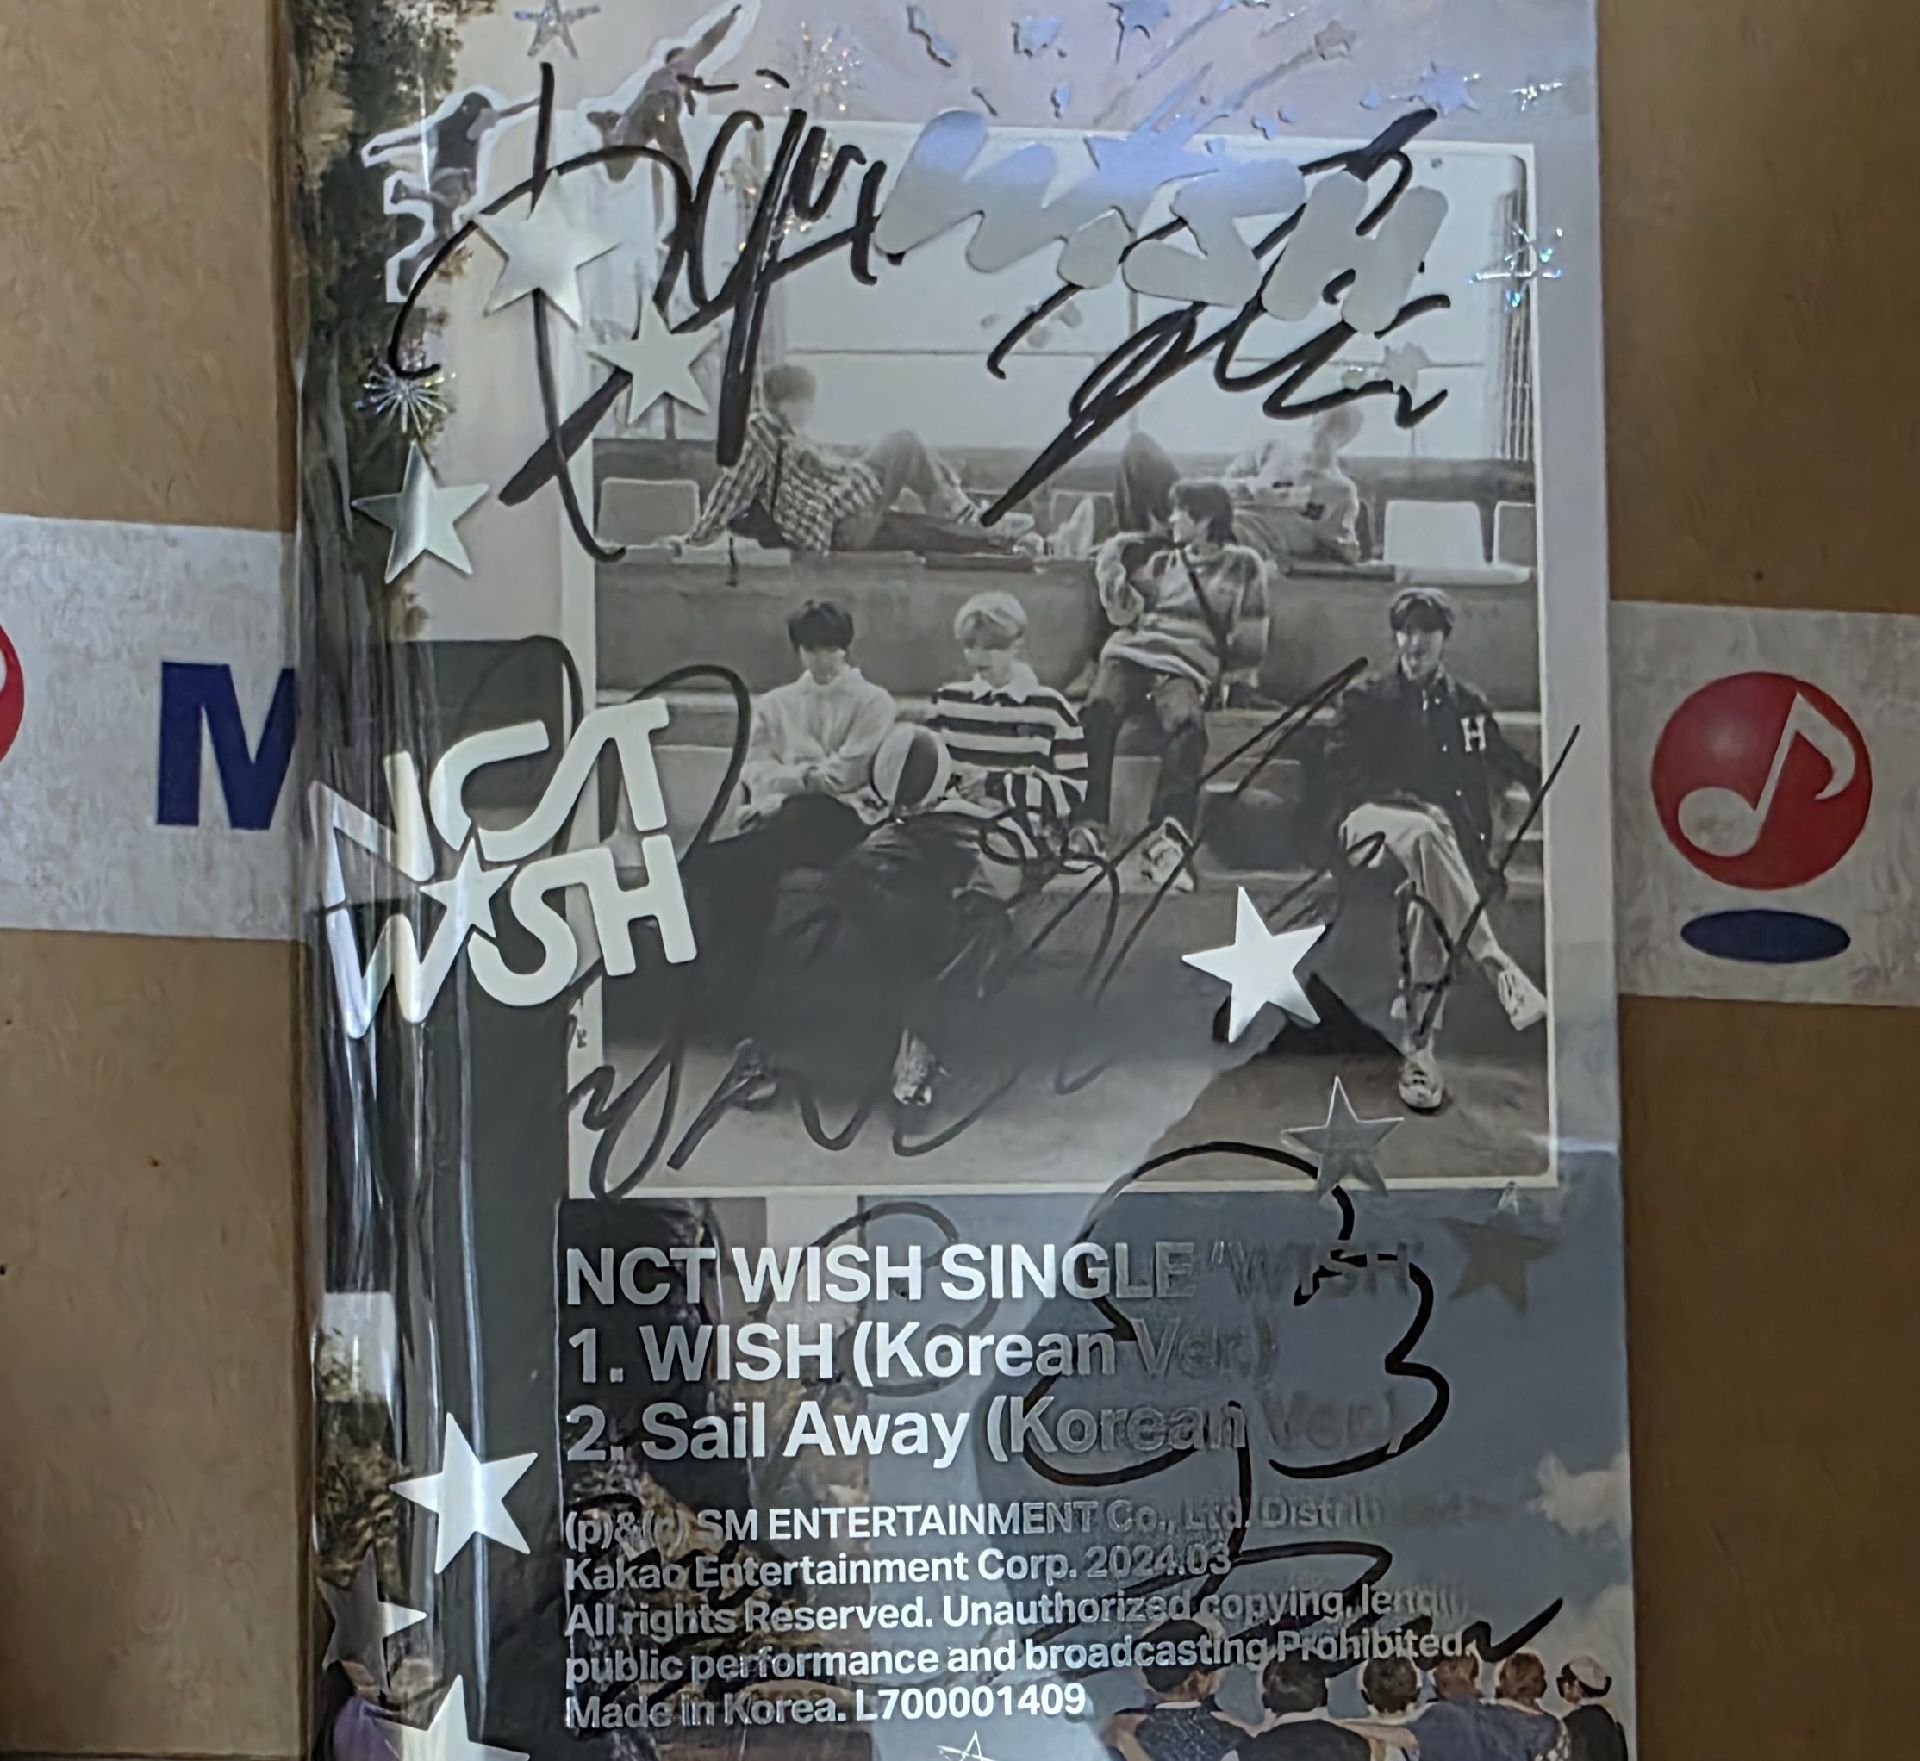 WISH
M
NCT
WISH
H
NCT WISH SINGLE "WISH"
1. WISH (Korean Ver.)
2. Sail Away (Korean Ver.)
(p)&(c) SM ENTERTAINMENT Co., Ltd. Distrib
Kakao Entertainment Corp. 2024.03
All rights Reserved. Unauthorized copying, lending,
public performance and broadcasting Prohibited.
Made in Korea. L700001409